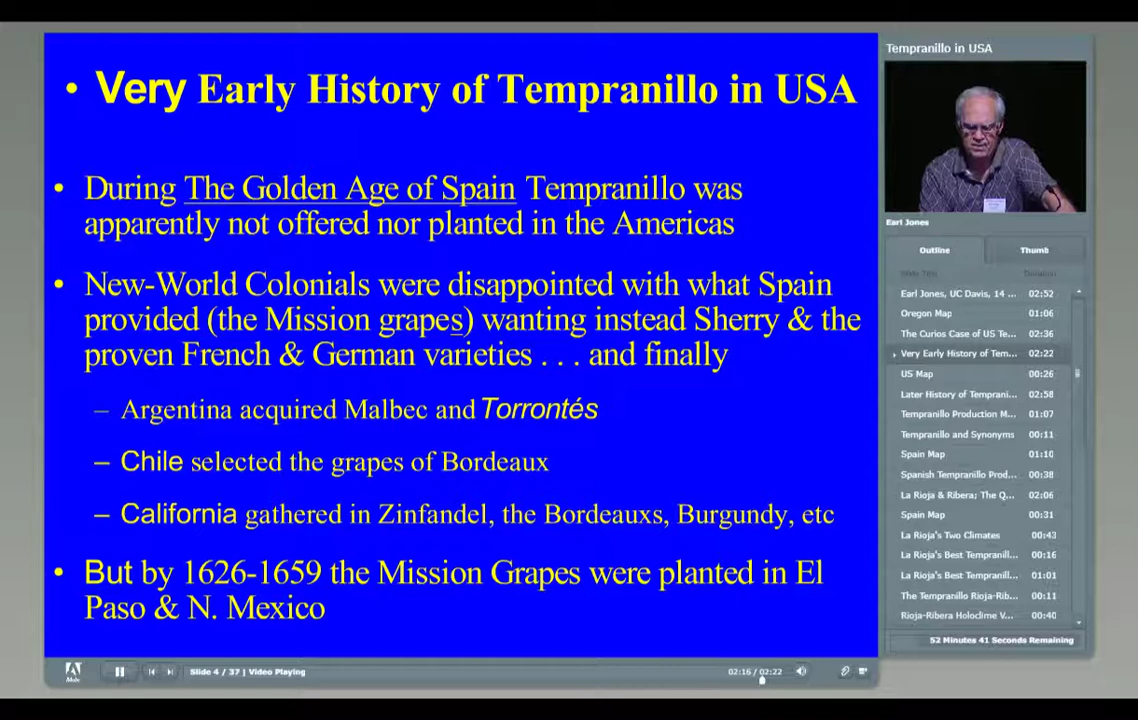 Tempranillo in USA
• Very Early History of Tempranillo in USA
• During The Golden Age of Spain Tempranillo was
apparently not offered nor planted in the Americas
• New-World Colonials were disappointed with what Spain
provided (the Mission grapes) wanting instead Sherry & the
proven French & German varieties . . . and finally
– Argentina acquired Malbec and Torrontés
– Chile selected the grapes of Bordeaux
– California gathered in Zinfandel, the Bordeauxs, Burgundy, etc
• But by 1626-1659 the Mission Grapes were planted in El
Paso & N. Mexico
Earl Jones
Outline Thumb
Slide Title Duration
Earl Jones, UC Davis, 14 ... 02:52
Oregon Map 01:06
The Curios Case of US Te... 02:36
Very Early History of Tem... 02:22
US Map 00:26
Later History of Temprani... 02:58
Tempranillo Production M... 01:07
Tempranillo and Synonyms 00:11
Spain Map 01:10
Spanish Tempranillo Prod... 00:38
La Rioja & Ribera; The Q... 02:06
Spain Map 00:31
La Rioja's Two Climates 00:43
La Rioja's Best Tempranill... 00:16
La Rioja's Best Tempranill... 01:01
The Tempranillo Rioja-Rib... 00:11
Rioja-Ribera Holoclime V... 00:40
52 Minutes 41 Seconds Remaining
Adobe
Slide 4 / 37 | Video Playing
02:16 / 02:22